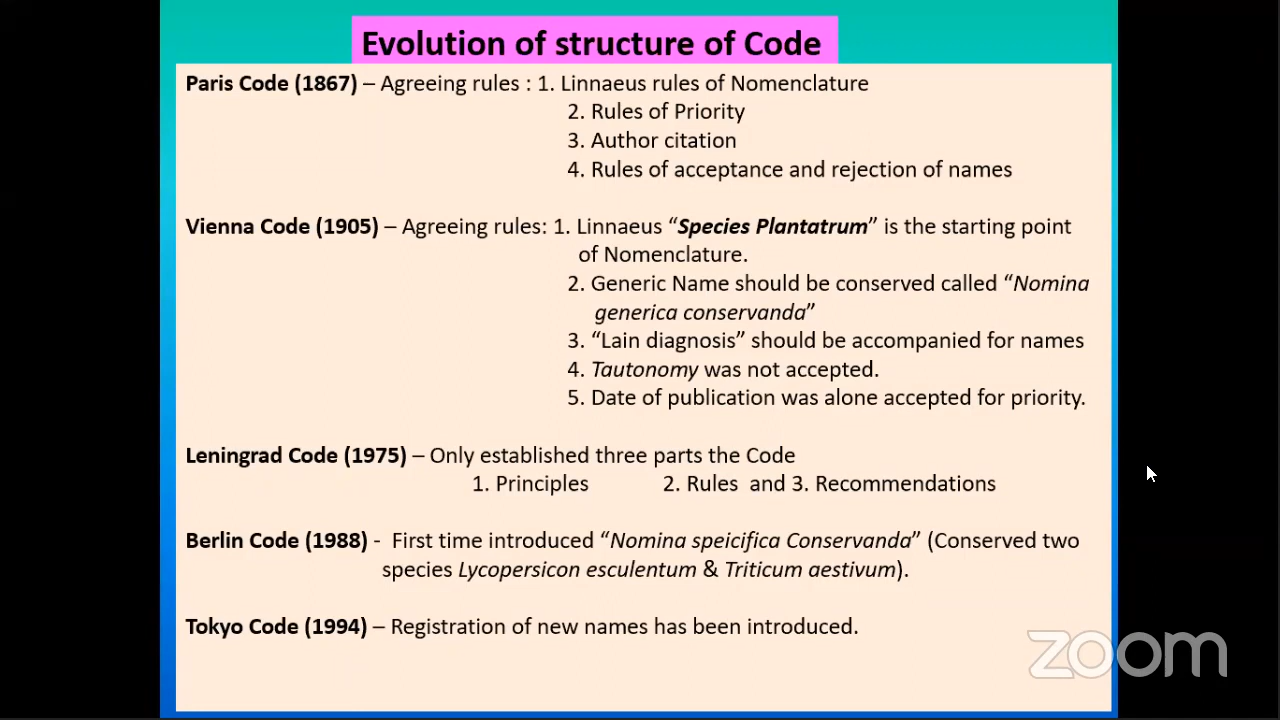 Evolution of structure of Code
Paris Code (1867) – Agreeing rules : 1. Linnaeus rules of Nomenclature
2. Rules of Priority
3. Author citation
4. Rules of acceptance and rejection of names
Vienna Code (1905) – Agreeing rules: 1. Linnaeus “Species Plantatrum” is the starting point
of Nomenclature.
2. Generic Name should be conserved called “Nomina
generica conservanda”
3. “Lain diagnosis” should be accompanied for names
4. Tautonomy was not accepted.
5. Date of publication was alone accepted for priority.
Leningrad Code (1975) – Only established three parts the Code
1. Principles 2. Rules and 3. Recommendations
Berlin Code (1988) - First time introduced “Nomina speicifica Conservanda” (Conserved two
species Lycopersicon esculentum & Triticum aestivum).
Tokyo Code (1994) – Registration of new names has been introduced.
zoom